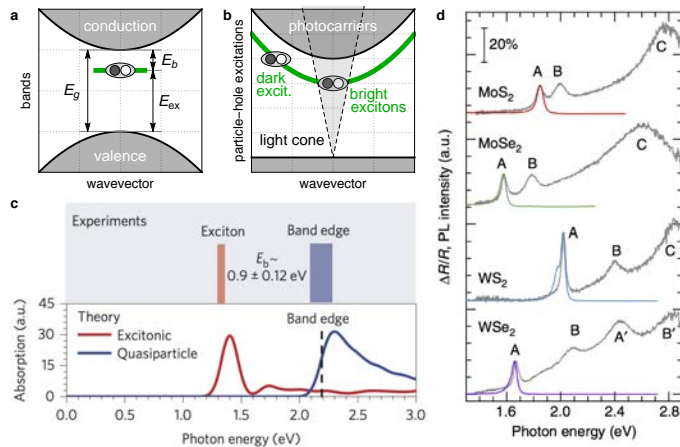 a
conduction
E_b
E_g
E_ex
bands
valence
wavevector
b
photocarriers
dark
excit.
bright
excitons
light cone
particle–hole excitations
wavevector
c
Experiments
Exciton
Band edge
E_b~
0.9 ± 0.12 eV
Theory
Excitonic
Quasiparticle
Band edge
Absorption (a.u.)
45
30
15
0
0.0 0.5 1.0 1.5 2.0 2.5 3.0
Photon energy (eV)
d
20%
A B C
MoS₂
MoSe₂
A B C
WS₂
A B C
WSe₂
A B A′ B′
ΔR/R, PL intensity (a.u.)
1.6 2.0 2.4 2.8
Photon energy (eV)